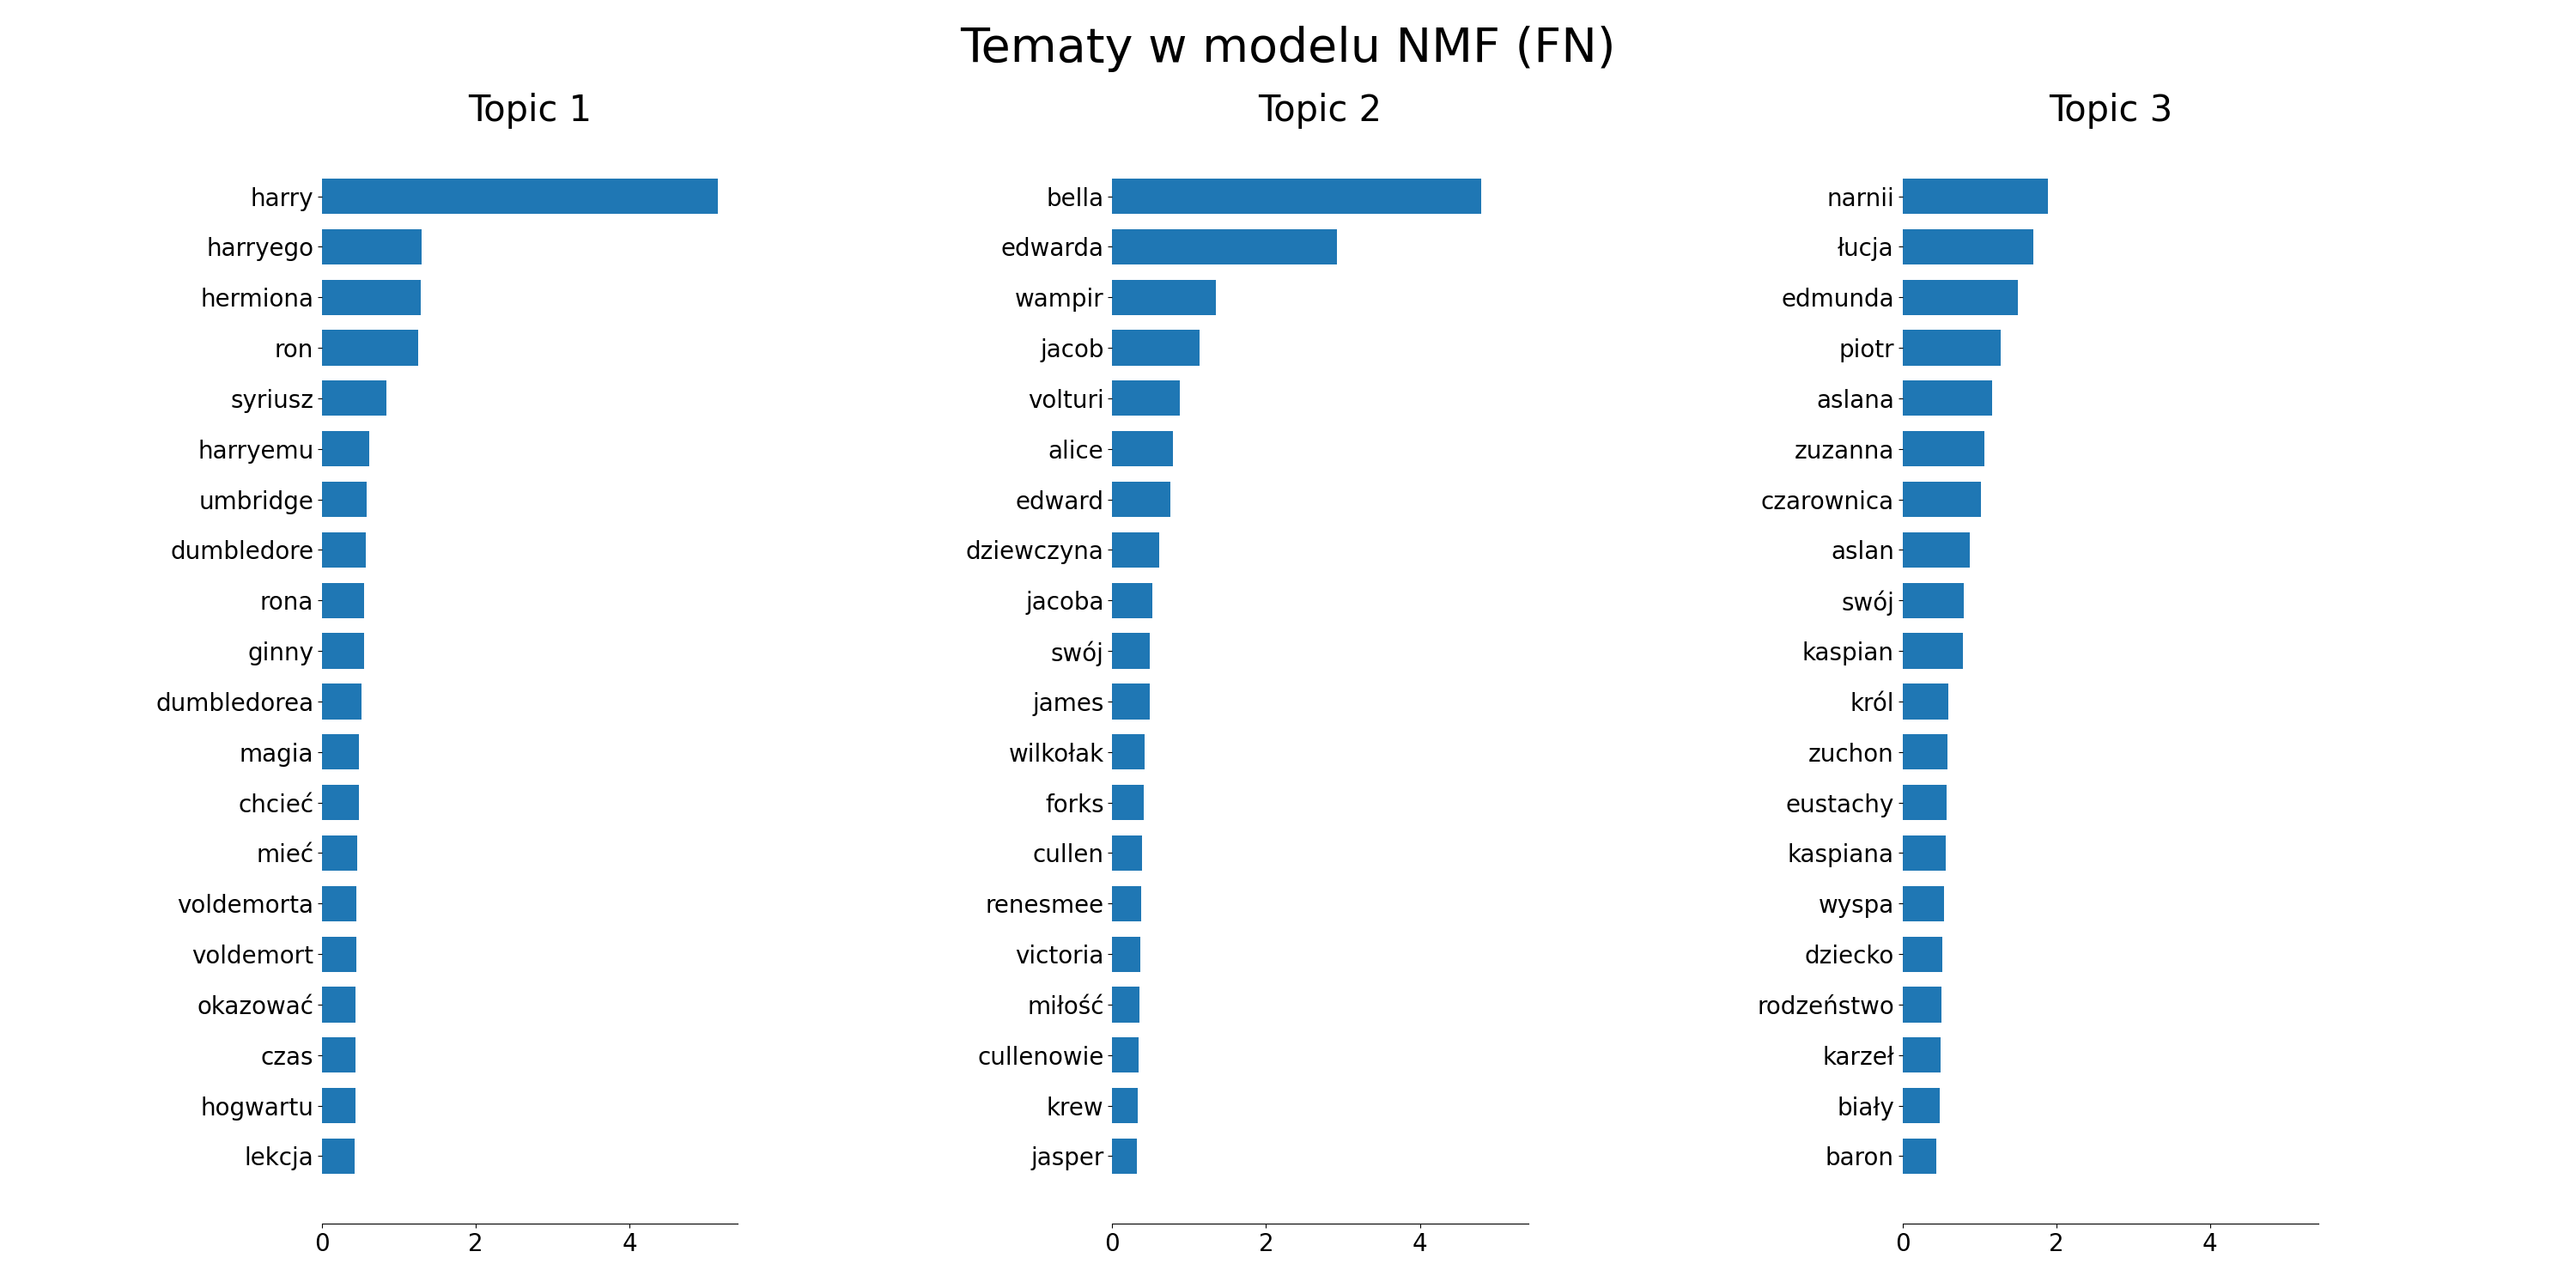 Tematy w modelu NMF (FN)
Topic 1
harry
harryego
hermiona
ron
syriusz
harryemu
umbridge
dumbledore
rona
ginny
dumbledorea
magia
chcieć
mieć
voldemorta
voldemort
okazować
czas
hogwartu
lekcja
0 2 4
Topic 2
bella
edwarda
wampir
jacob
volturi
alice
edward
dziewczyna
jacoba
swój
james
wilkołak
forks
cullen
renesmee
victoria
miłość
cullenowie
krew
jasper
0 2 4
Topic 3
narnii
łucja
edmunda
piotr
aslana
zuzanna
czarownica
aslan
swój
kaspian
król
zuchon
eustachy
kaspiana
wyspa
dziecko
rodzeństwo
karzeł
biały
baron
0 2 4